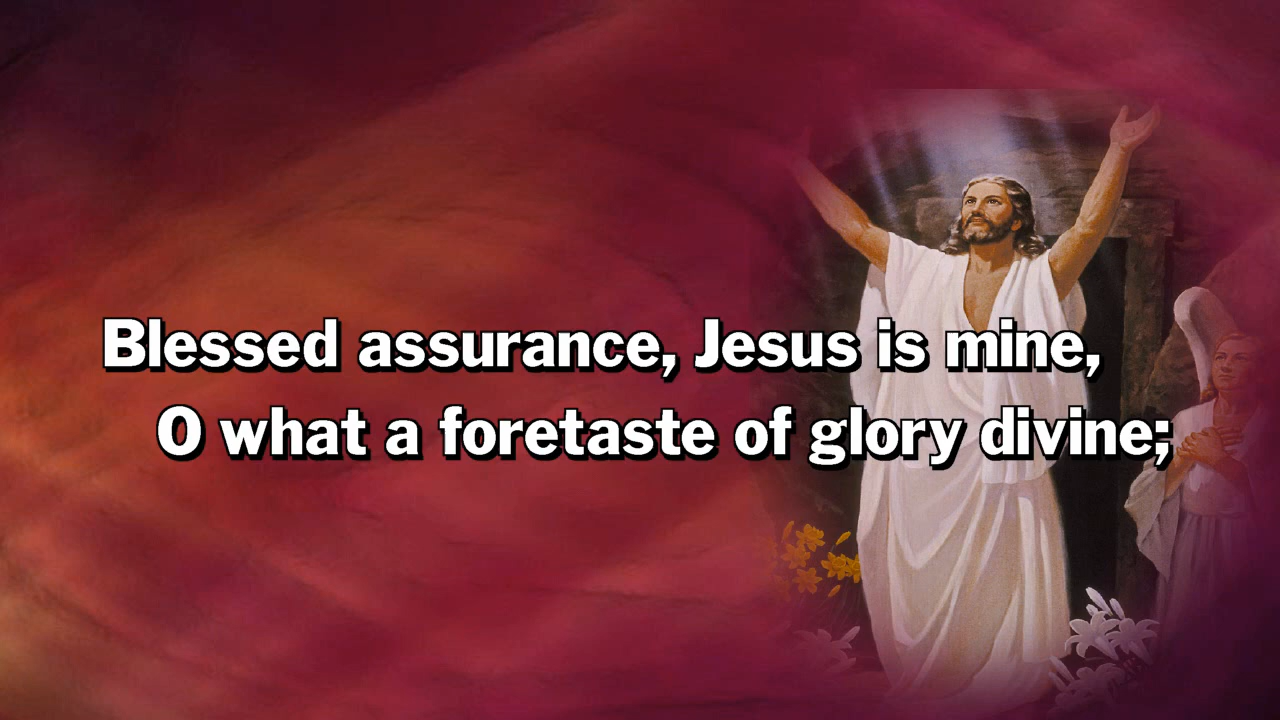 Blessed assurance, Jesus is mine,
O what a foretaste of glory divine;